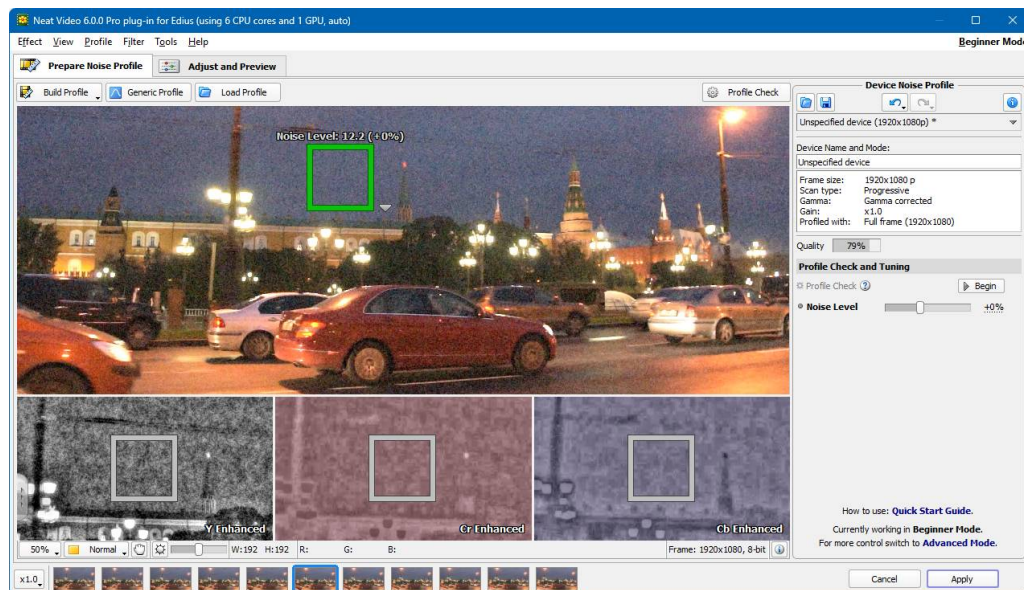 Neat Video 6.0.0 Pro plug-in for Edius (using 6 CPU cores and 1 GPU, auto)
Effect View Profile Filter Tools Help
Beginner Mode
Prepare Noise Profile
Adjust and Preview
Build Profile
Generic Profile
Load Profile
Profile Check
Noise Level: 12.2 (+0%)
Y Enhanced
Cr Enhanced
Cb Enhanced
50%
Normal
W:192 H:192 R: G: B:
Frame: 1920x1080, 8-bit
x1.0
Device Noise Profile
Unspecified device (1920x1080p) *
Device Name and Mode:
Unspecified device
Frame size: 1920x1080 p
Scan type: Progressive
Gamma: Gamma corrected
Gain: x1.0
Profiled with: Full frame (1920x1080)
Quality 79%
Profile Check and Tuning
Profile Check ? Begin
Noise Level +0%
How to use: Quick Start Guide.
Currently working in Beginner Mode.
For more control switch to Advanced Mode.
Cancel
Apply